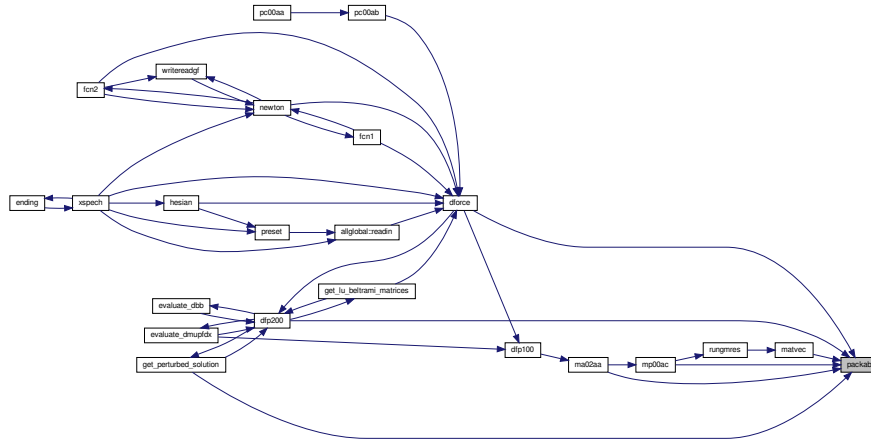 pc00aa
pc00ab
writereadgf
fcn2
newton
fcn1
ending
xspech
hesian
dforce
preset
allglobal::readin
get_lu_beltrami_matrices
evaluate_dbb
dfp200
evaluate_dmupfdx
get_perturbed_solution
dfp100
rungmres
matvec
ma02aa
mp00ac
packab